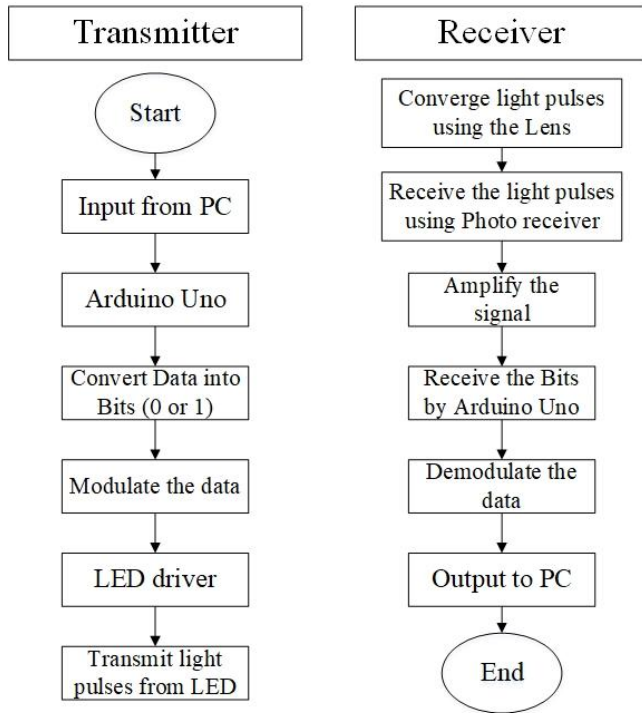 Transmitter
Start
Input from PC
Arduino Uno
Convert Data into
Bits (0 or 1)
Modulate the data
LED driver
Transmit light
pulses from LED
Receiver
Converge light pulses
using the Lens
Receive the light pulses
using Photo receiver
Amplify the
signal
Receive the Bits
by Arduino Uno
Demodulate the
data
Output to PC
End